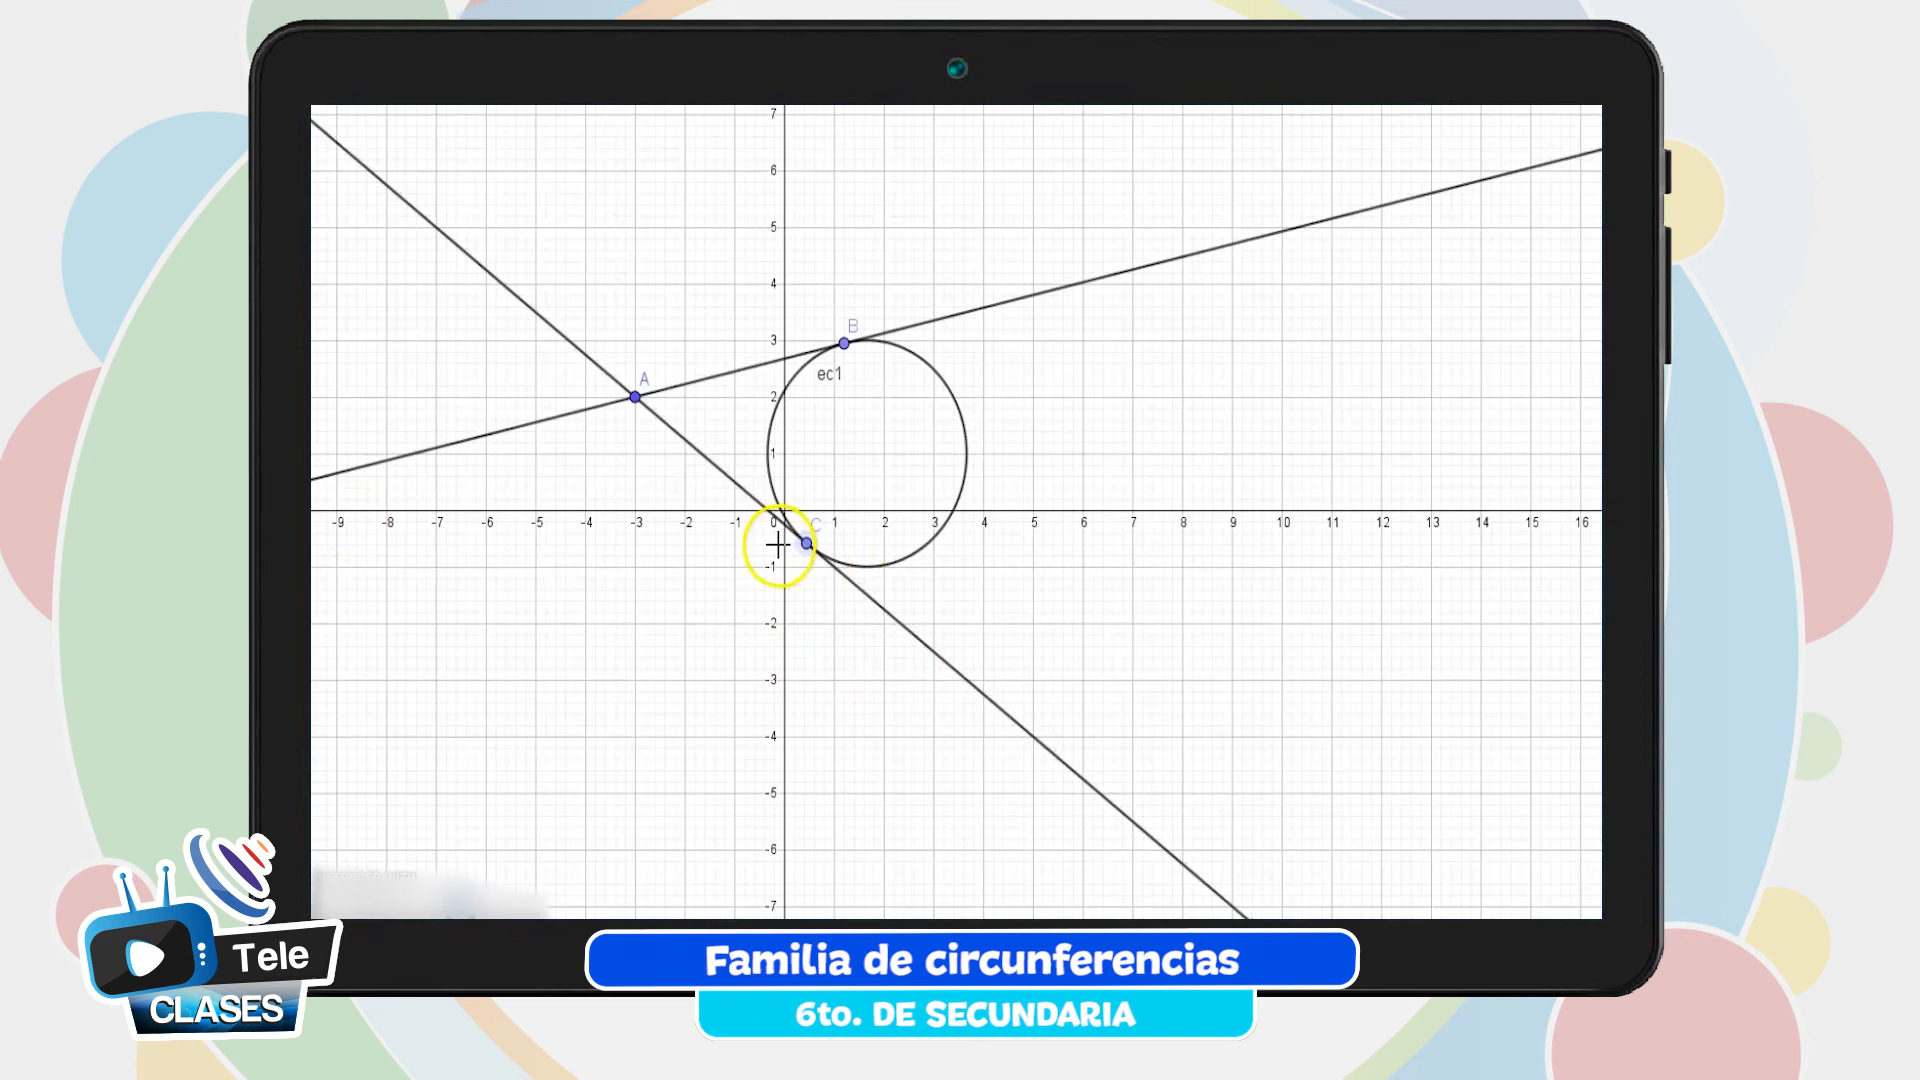 7
6
5
4
3
2
1
-9 -8 -7 -6 -5 -4 -3 -2 -1 0 1 2 3 4 5 6 7 8 9 10 11 12 13 14 15 16
-1
-2
-3
-4
-5
-6
-7
A
B
ec1
C
Tele
CLASES
Familia de circunferencias
6to. DE SECUNDARIA